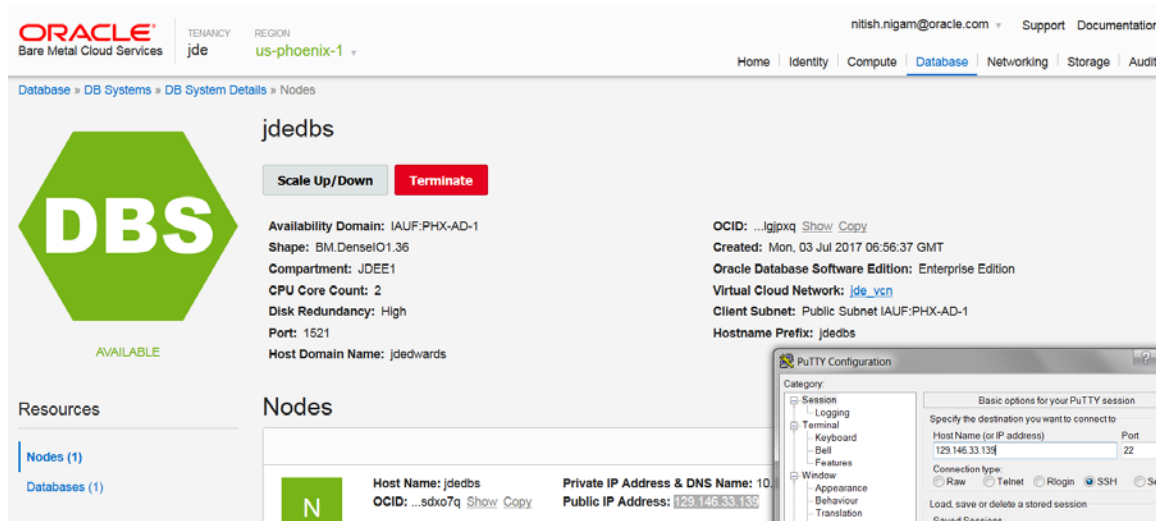 ORACLE®
Bare Metal Cloud Services
TENANCY
jde
REGION
us-phoenix-1
nitish.nigam@oracle.com Support Documentation
Home Identity Compute Database Networking Storage Audit
Database » DB Systems » DB System Details » Nodes
DBS
AVAILABLE
jdedbs
Scale Up/Down Terminate
Availability Domain: IAUF:PHX-AD-1
Shape: BM.DenseIO1.36
Compartment: JDEE1
CPU Core Count: 2
Disk Redundancy: High
Port: 1521
Host Domain Name: jdedwards
OCID: ...lgjpxq Show Copy
Created: Mon, 03 Jul 2017 06:56:37 GMT
Oracle Database Software Edition: Enterprise Edition
Virtual Cloud Network: jde_vcn
Client Subnet: Public Subnet IAUF:PHX-AD-1
Hostname Prefix: jdedbs
Resources
Nodes (1)
Databases (1)
Nodes
N
Host Name: jdedbs
OCID: ...sdxo7q Show Copy
Private IP Address & DNS Name: 10.
Public IP Address: 129.146.33.139
PuTTY Configuration
?
Category:
Session
Logging
Terminal
Keyboard
Bell
Features
Window
Appearance
Behaviour
Translation
Basic options for your PuTTY session
Specify the destination you want to connect to
Host Name (or IP address) Port
129.146.33.139 22
Connection type:
Raw Telnet Rlogin SSH Se
Load, save or delete a stored session
Saved Sessions